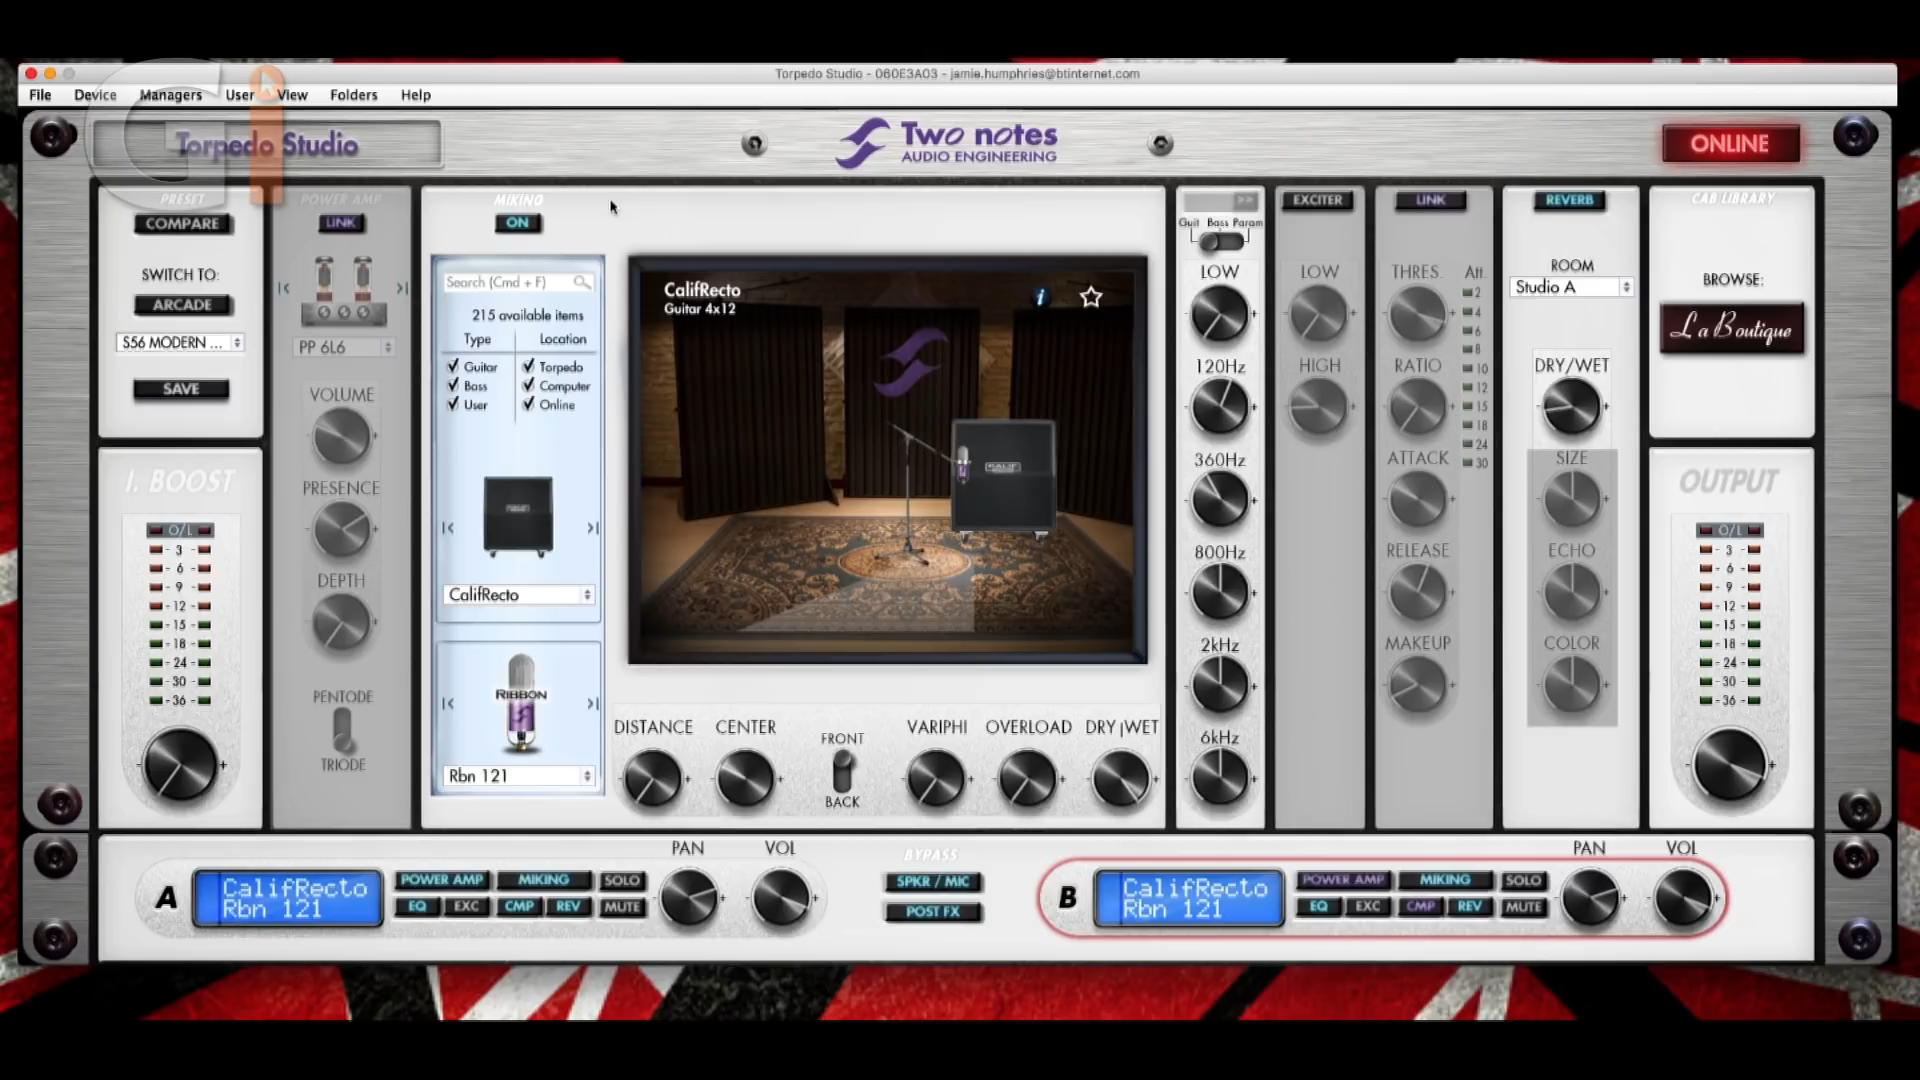 Torpedo Studio - 060E3A03 - jamie.humphries@btinternet.com
File Device Managers User View Folders Help
Gi
Torpedo Studio
Two notes
AUDIO ENGINEERING
ONLINE
PRESET
COMPARE
SWITCH TO:
ARCADE
S56 MODERN ...
SAVE
I. BOOST
O/L
3
6
9
12
15
18
24
30
36
POWER AMP
LINK
PP 6L6
VOLUME
PRESENCE
DEPTH
PENTODE
TRIODE
MIKING
ON
Search (Cmd + F)
215 available items
Type Location
Guitar Torpedo
Bass Computer
User Online
CalifRecto
RIBBON
Rbn 121
CalifRecto
Guitar 4x12
CALIF
DISTANCE CENTER FRONT BACK VARIPHI OVERLOAD DRY|WET
>>
Guit Bass Param
LOW
120Hz
360Hz
800Hz
2kHz
6kHz
EXCITER
LOW
HIGH
LINK
THRES. Att.
RATIO
ATTACK
RELEASE
MAKEUP
2
4
6
8
10
12
15
18
24
30
REVERB
ROOM
Studio A
DRY/WET
SIZE
ECHO
COLOR
CAB LIBRARY
BROWSE:
La Boutique
OUTPUT
O/L
3
6
9
12
15
18
24
30
36
A
CalifRecto
Rbn 121
POWER AMP MIKING SOLO
EQ EXC CMP REV MUTE
PAN VOL
BYPASS
SPKR / MIC
POST FX
B
CalifRecto
Rbn 121
POWER AMP MIKING SOLO
EQ EXC CMP REV MUTE
PAN VOL